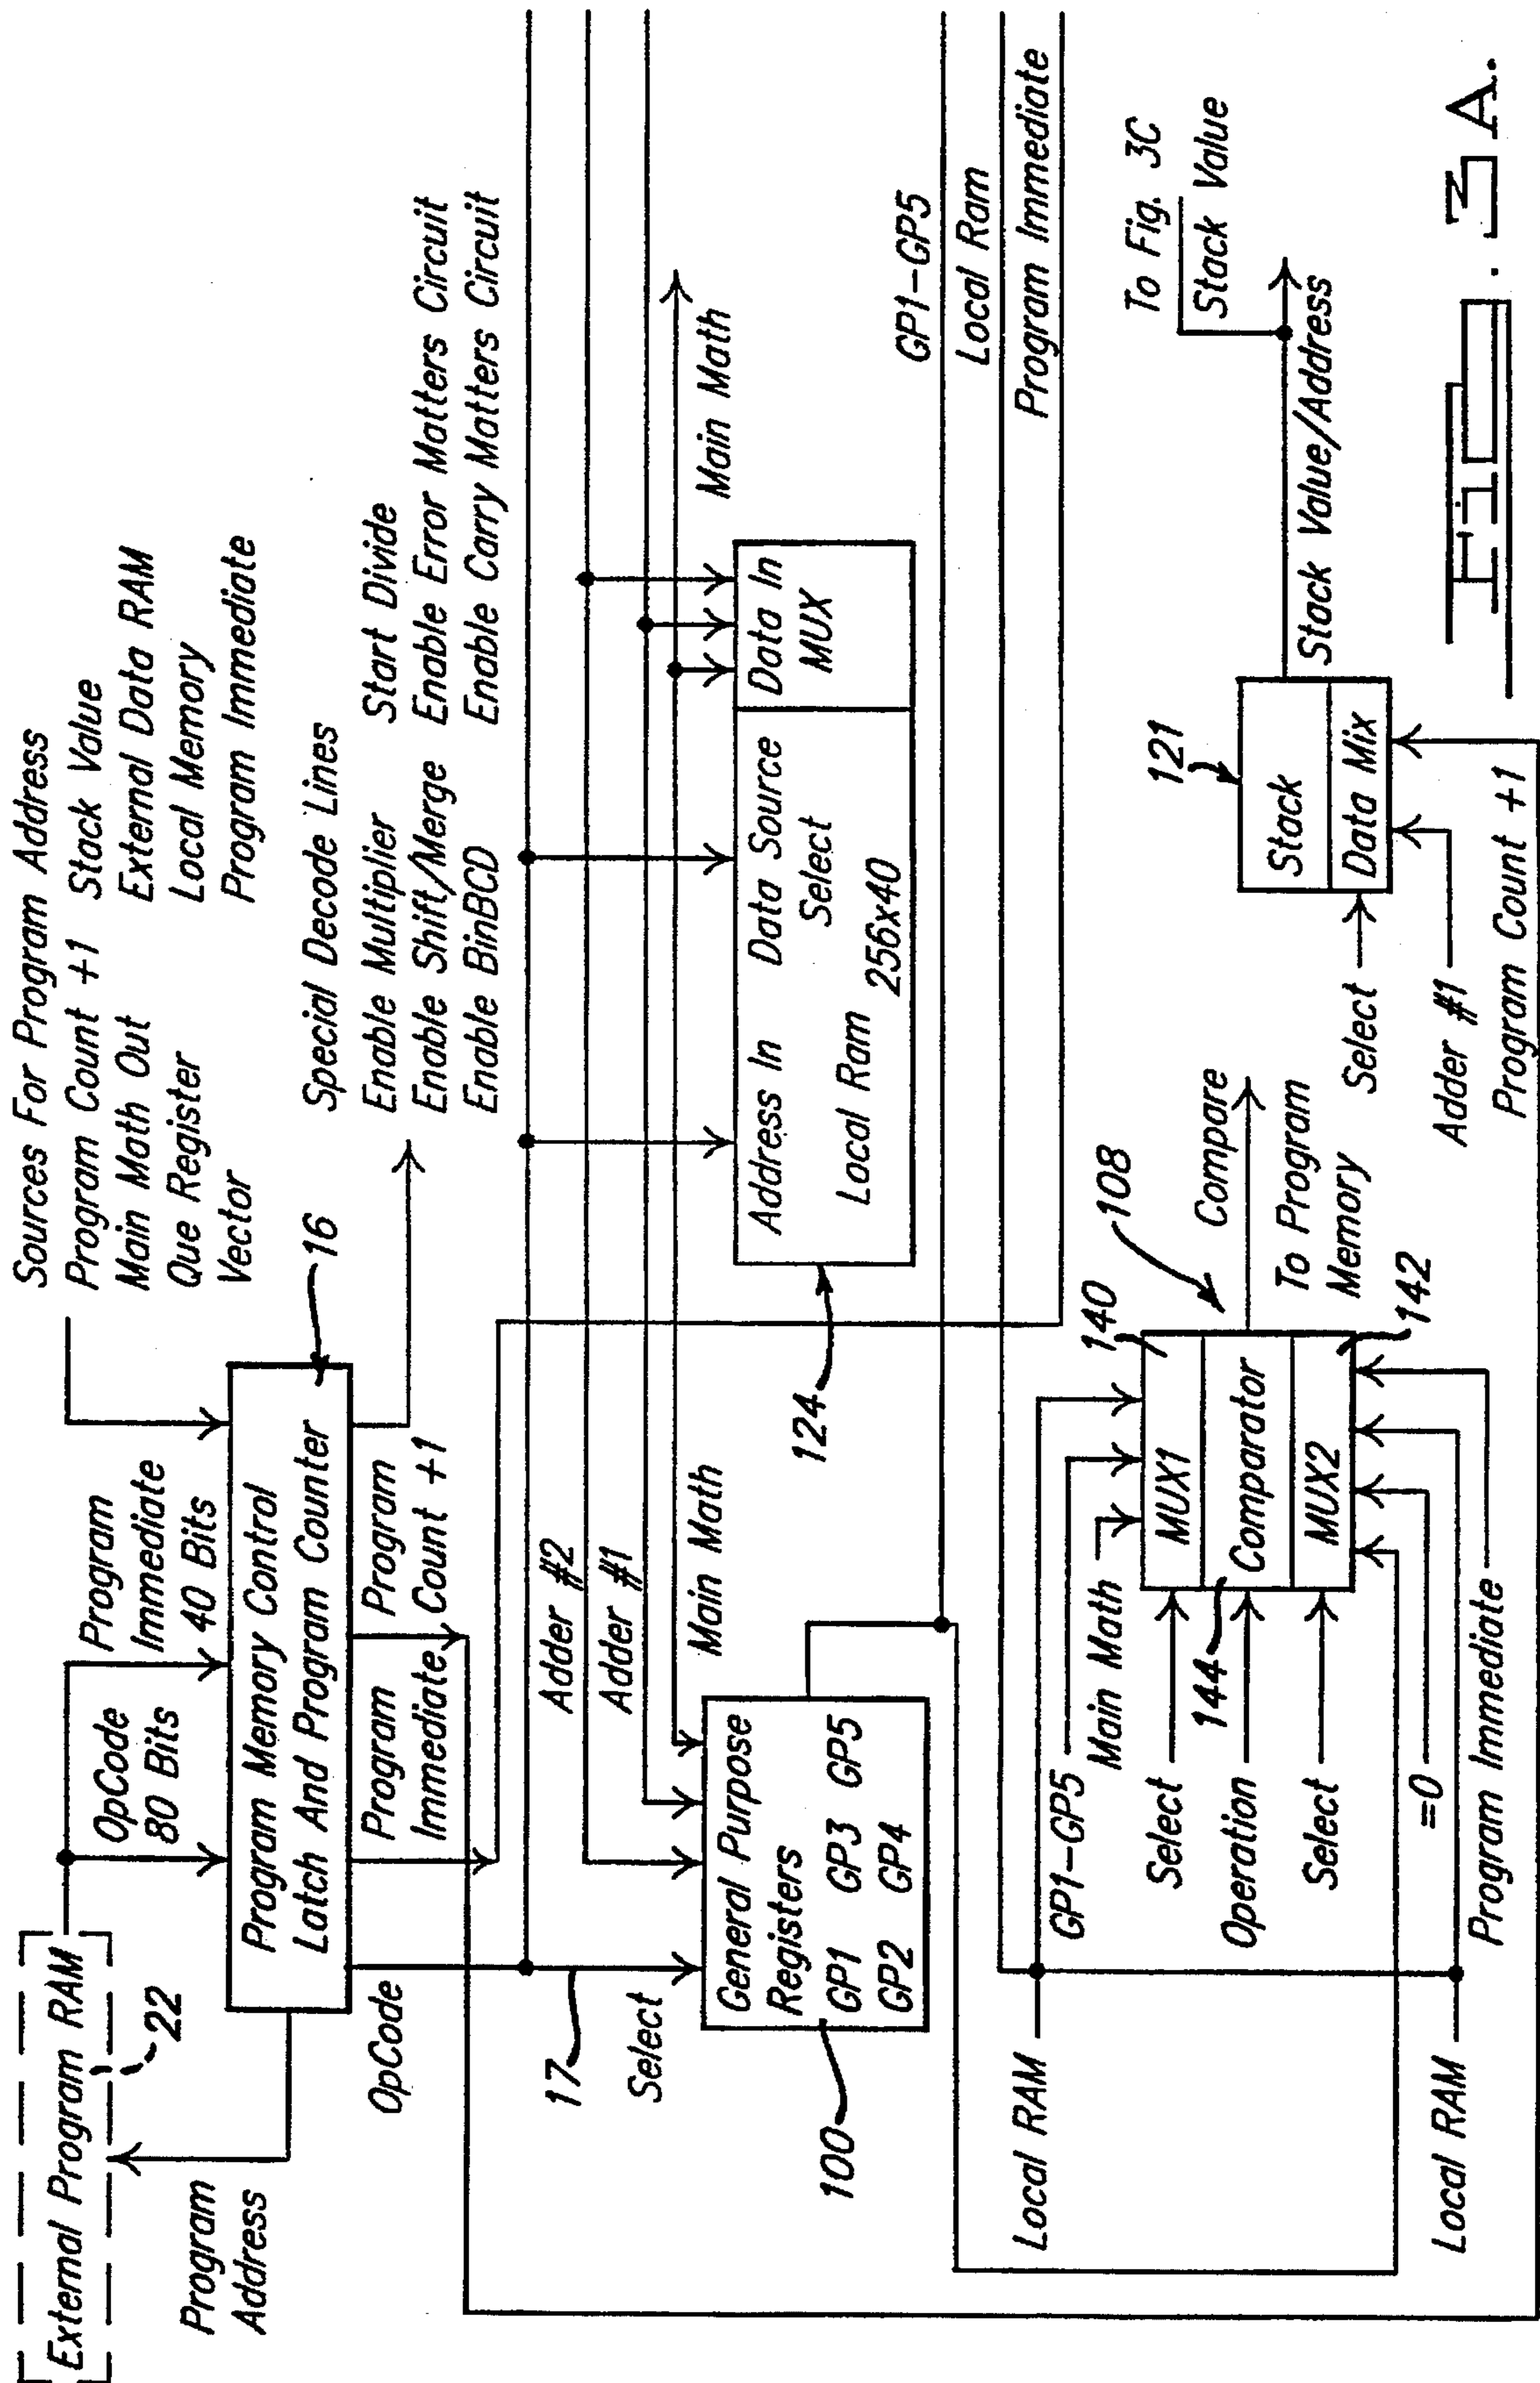 Sources For Program Address
Program Count +1 Stack Value
Main Math Out External Data RAM
Que Register Local Memory
Vector Program Immediate
External Program RAM
22
Program
Address
OpCode
80 Bits
Program
Immediate
40 Bits
16
Program Memory Control
Latch And Program Counter
Special Decode Lines
Enable Multiplier Start Divide
Enable Shift/Merge Enable Error Matters Circuit
Enable BinBCD Enable Carry Matters Circuit
OpCode
Program
Immediate
Program
Count +1
17
Select
Adder #2
Adder #1
Main Math
Main Math
General Purpose
Registers
GP1 GP3 GP5
GP2 GP4
100
Address In Data Source
Select
Local Ram 256x40
Data In
MUX
124
GP1-GP5
Local Ram
Program Immediate
Local RAM
GP1-GP5
Main Math
Select
144
Operation
Select
=0
Local RAM
Program Immediate
140
108
MUX1
Comparator
MUX2
142
Compare
To Program
Memory
121
Stack
Data Mix
Select
Adder #1
Program Count +1
To Fig. 3C
Stack Value
Stack Value/Address
Fig. 3A.